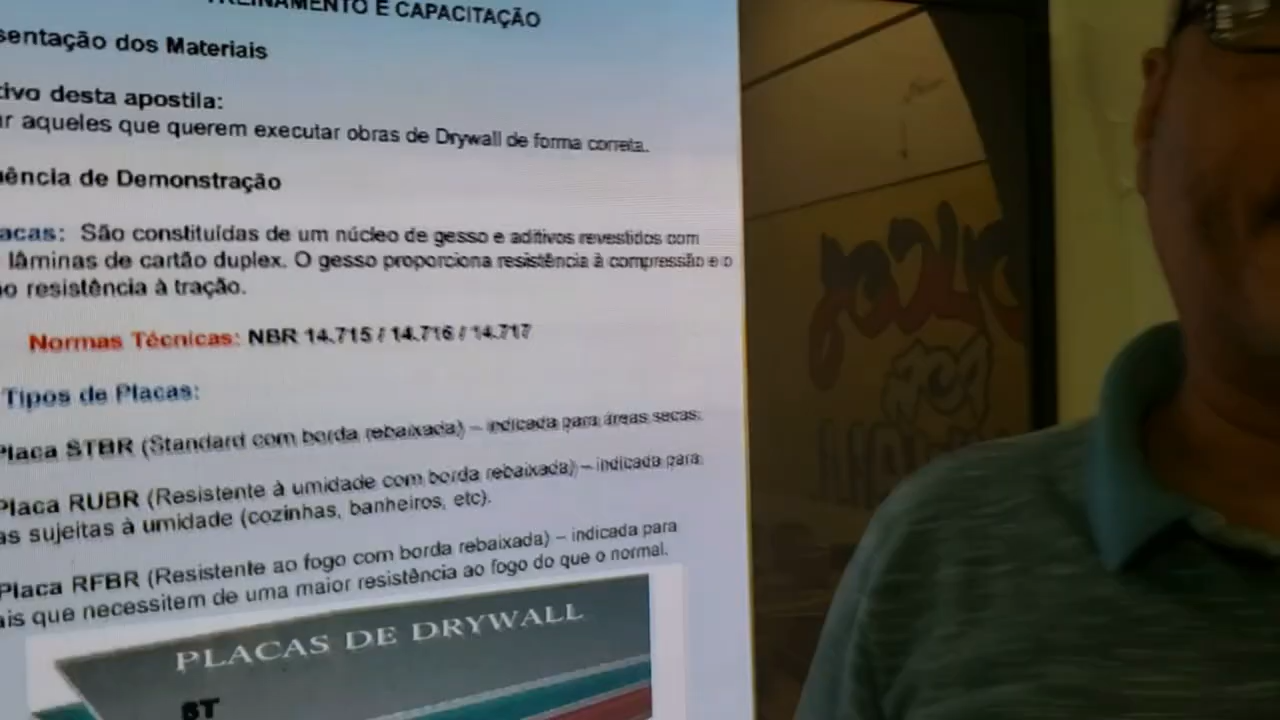 TREINAMENTO E CAPACITAÇÃO
sentação dos Materiais
tivo desta apostila:
ar aqueles que querem executar obras de Drywall de forma correta.
uência de Demonstração
acas: São constituídas de um núcleo de gesso e aditivos revestidos com
lâminas de cartão duplex. O gesso proporciona resistência à compressão e o
ão resistência à tração.
Normas Técnicas: NBR 14.715 / 14.716 / 14.717
Tipos de Placas:
Placa STBR (Standard com borda rebaixada) – indicada para áreas secas.
Placa RUBR (Resistente à umidade com borda rebaixada) – indicada para
as sujeitas à umidade (cozinhas, banheiros, etc).
Placa RFBR (Resistente ao fogo com borda rebaixada) – indicada para
ais que necessitem de uma maior resistência ao fogo do que o normal.
PLACAS DE DRYWALL
ST